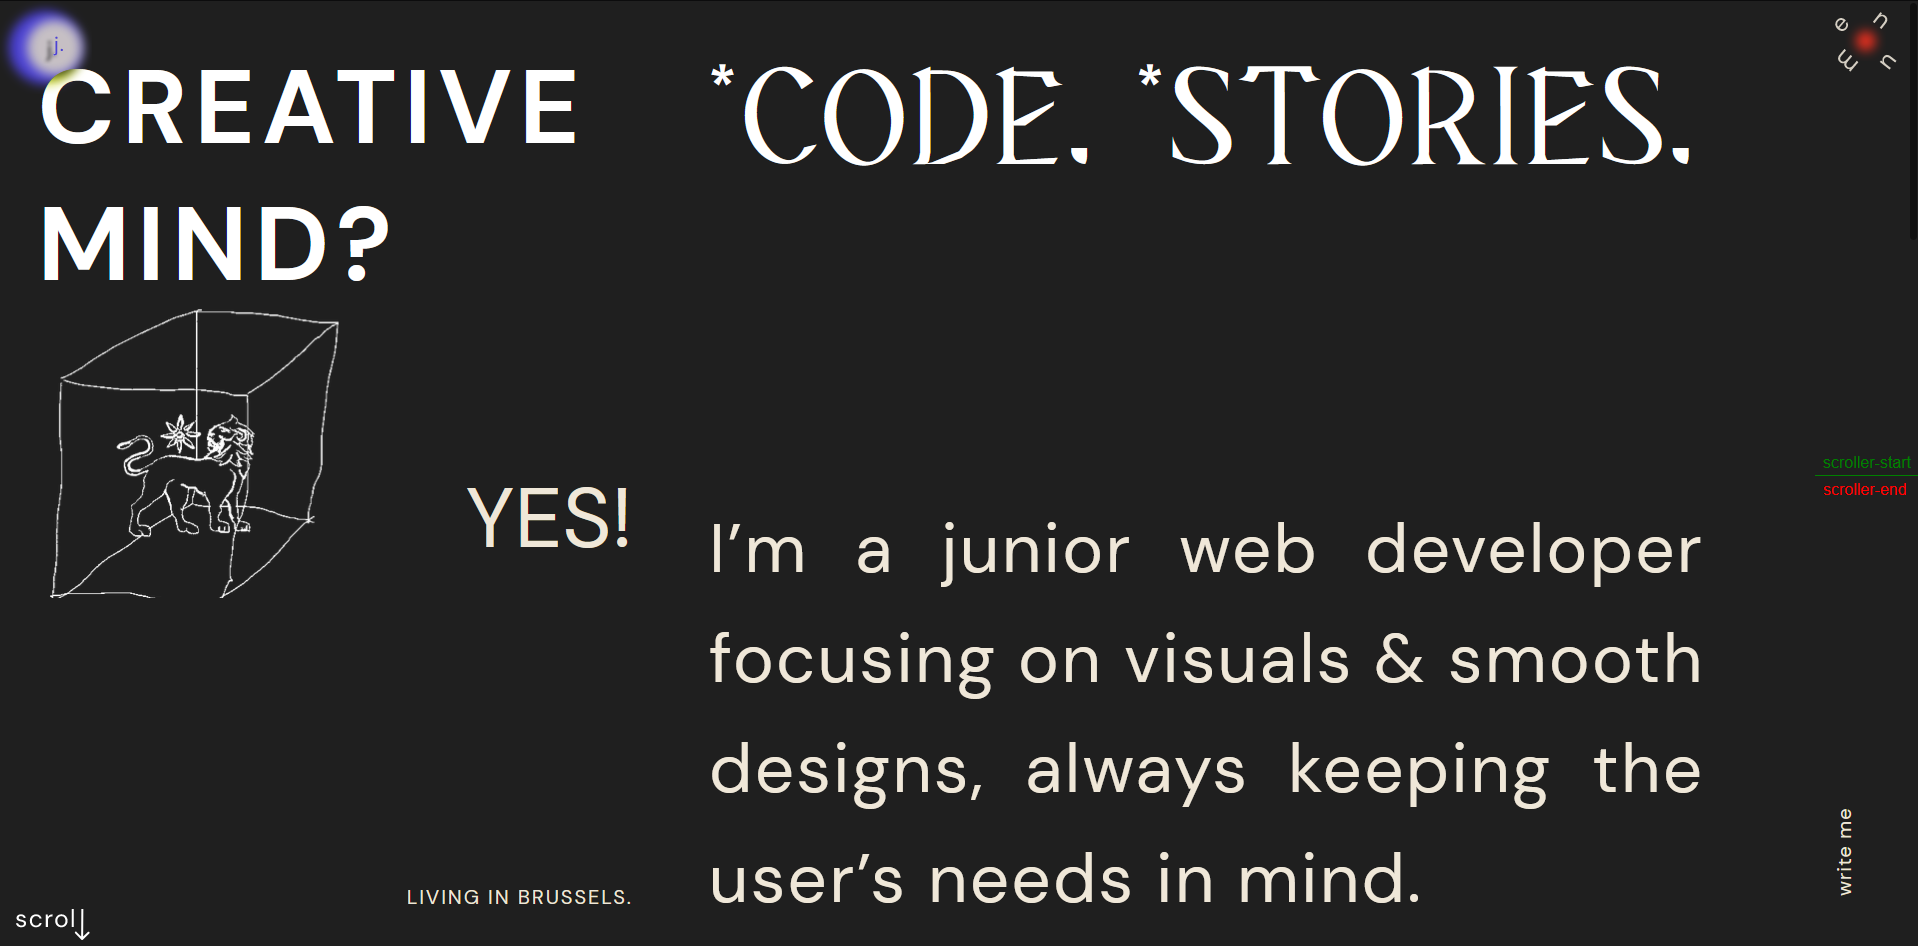 j.
m e n u
CREATIVE
MIND?
*CODE. *STORIES.
scroller-start
scroller-end
YES!
I’m a junior web developer
focusing on visuals & smooth
designs, always keeping the
user’s needs in mind.
LIVING IN BRUSSELS.
write me
scroll